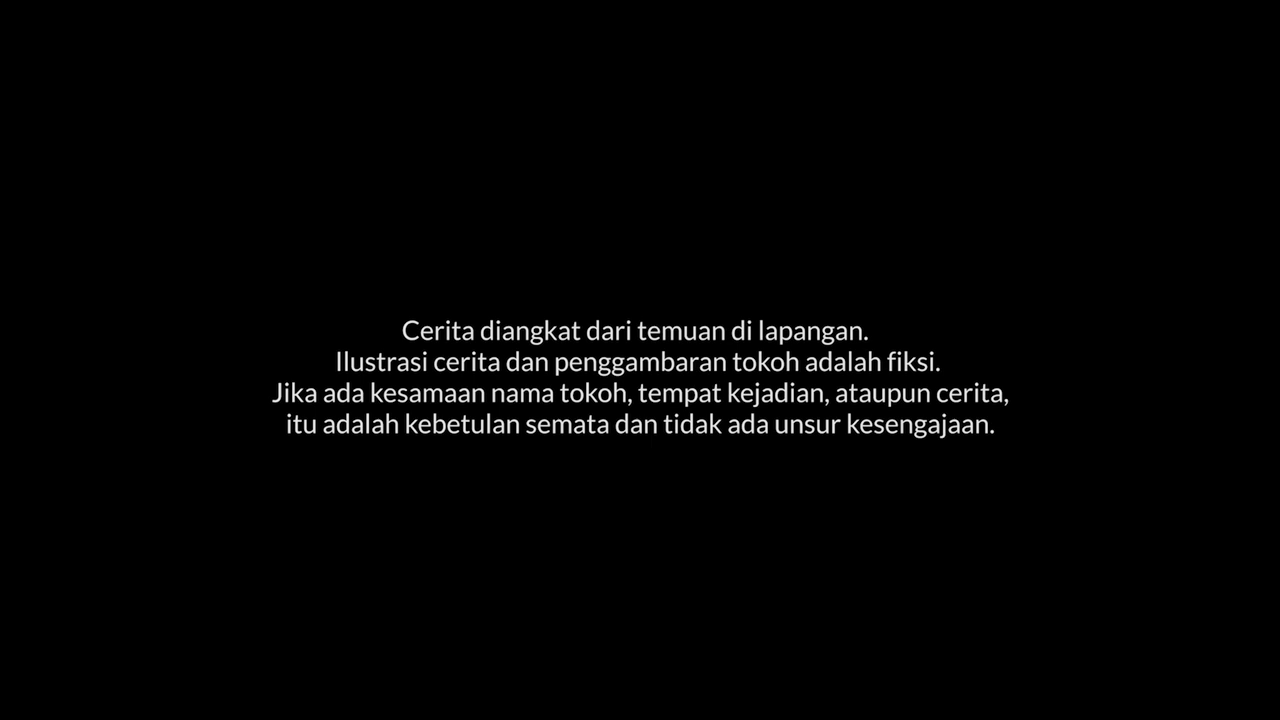 Cerita diangkat dari temuan di lapangan.
Ilustrasi cerita dan penggambaran tokoh adalah fiksi.
Jika ada kesamaan nama tokoh, tempat kejadian, ataupun cerita,
itu adalah kebetulan semata dan tidak ada unsur kesengajaan.